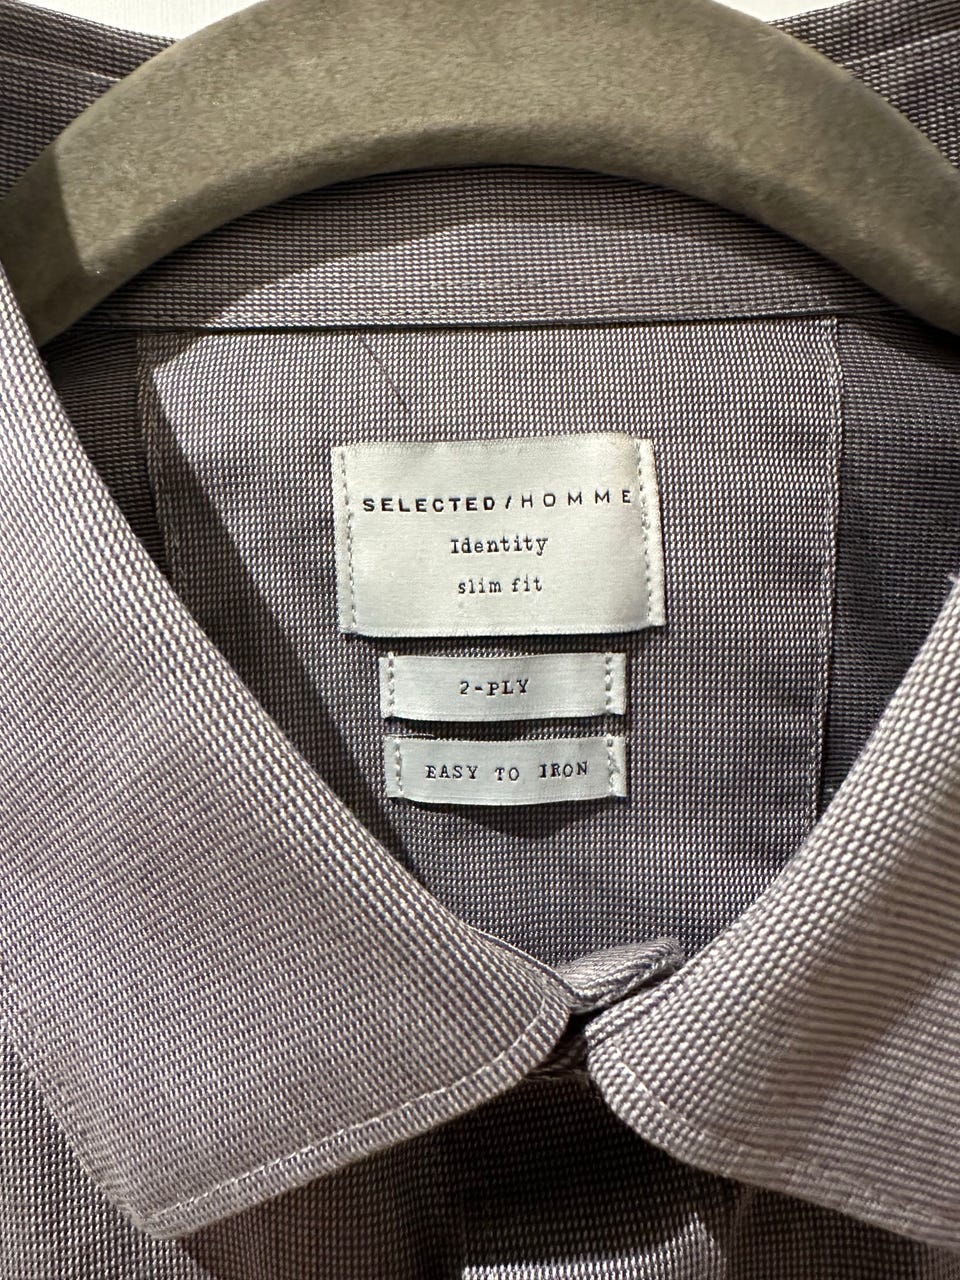 SELECTED/HOMME
Identity
slim fit
2-PLY
EASY TO IRON